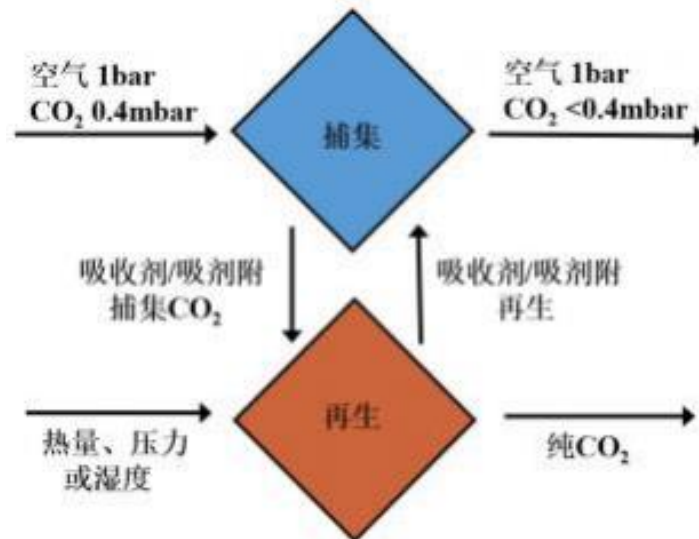 空气 1bar
CO₂ 0.4mbar
捕集
空气 1bar
CO₂ <0.4mbar
吸收剂/吸剂附
捕集CO₂
吸收剂/吸剂附
再生
热量、压力
或湿度
再生
纯CO₂